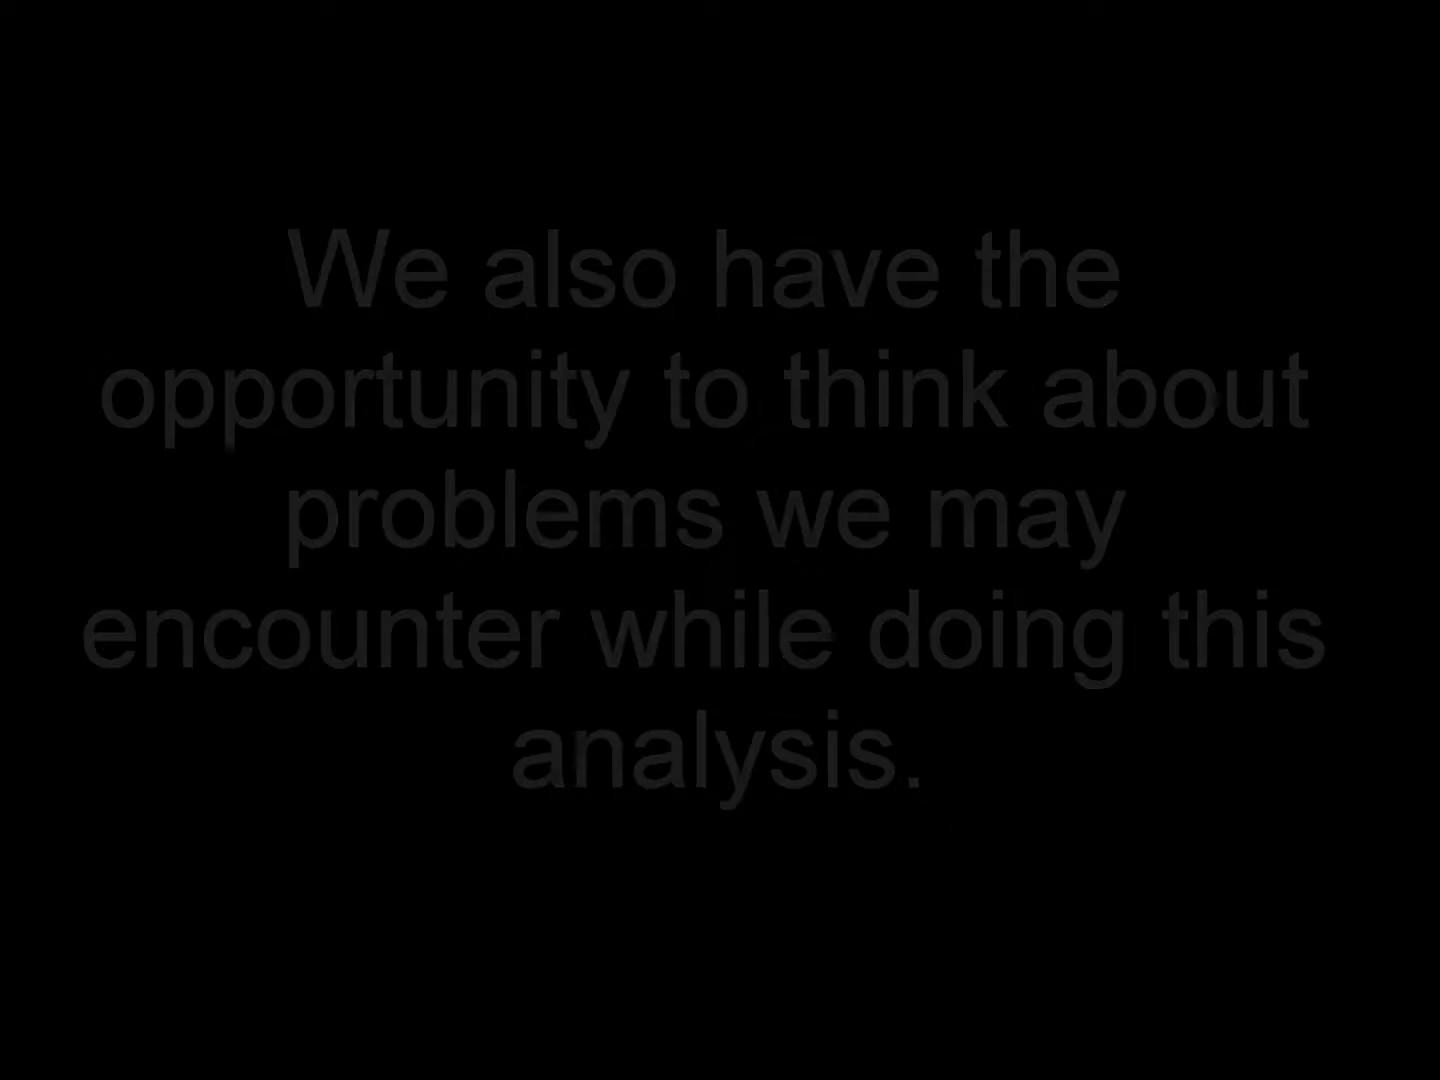 We also have the
opportunity to think about
problems we may
encounter while doing this
analysis.